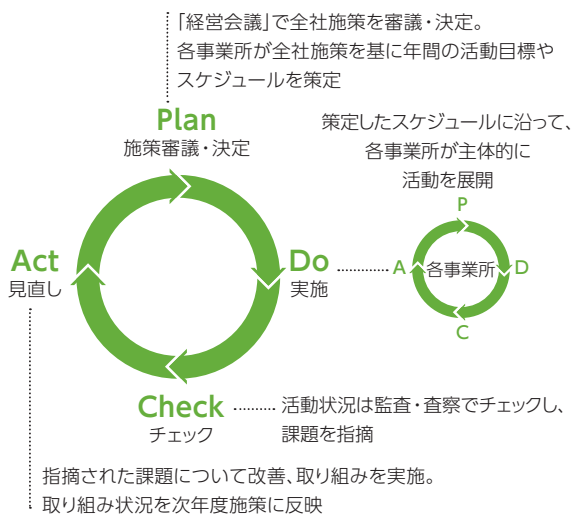 「経営会議」で全社施策を審議・決定。
各事業所が全社施策を基に年間の活動目標や
スケジュールを策定
Plan
施策審議・決定
策定したスケジュールに沿って、
各事業所が主体的に
活動を展開
P
Act
見直し
Do
実施
A
各事業所
D
C
Check
チェック
活動状況は監査・査察でチェックし、
課題を指摘
指摘された課題について改善、取り組みを実施。
取り組み状況を次年度施策に反映